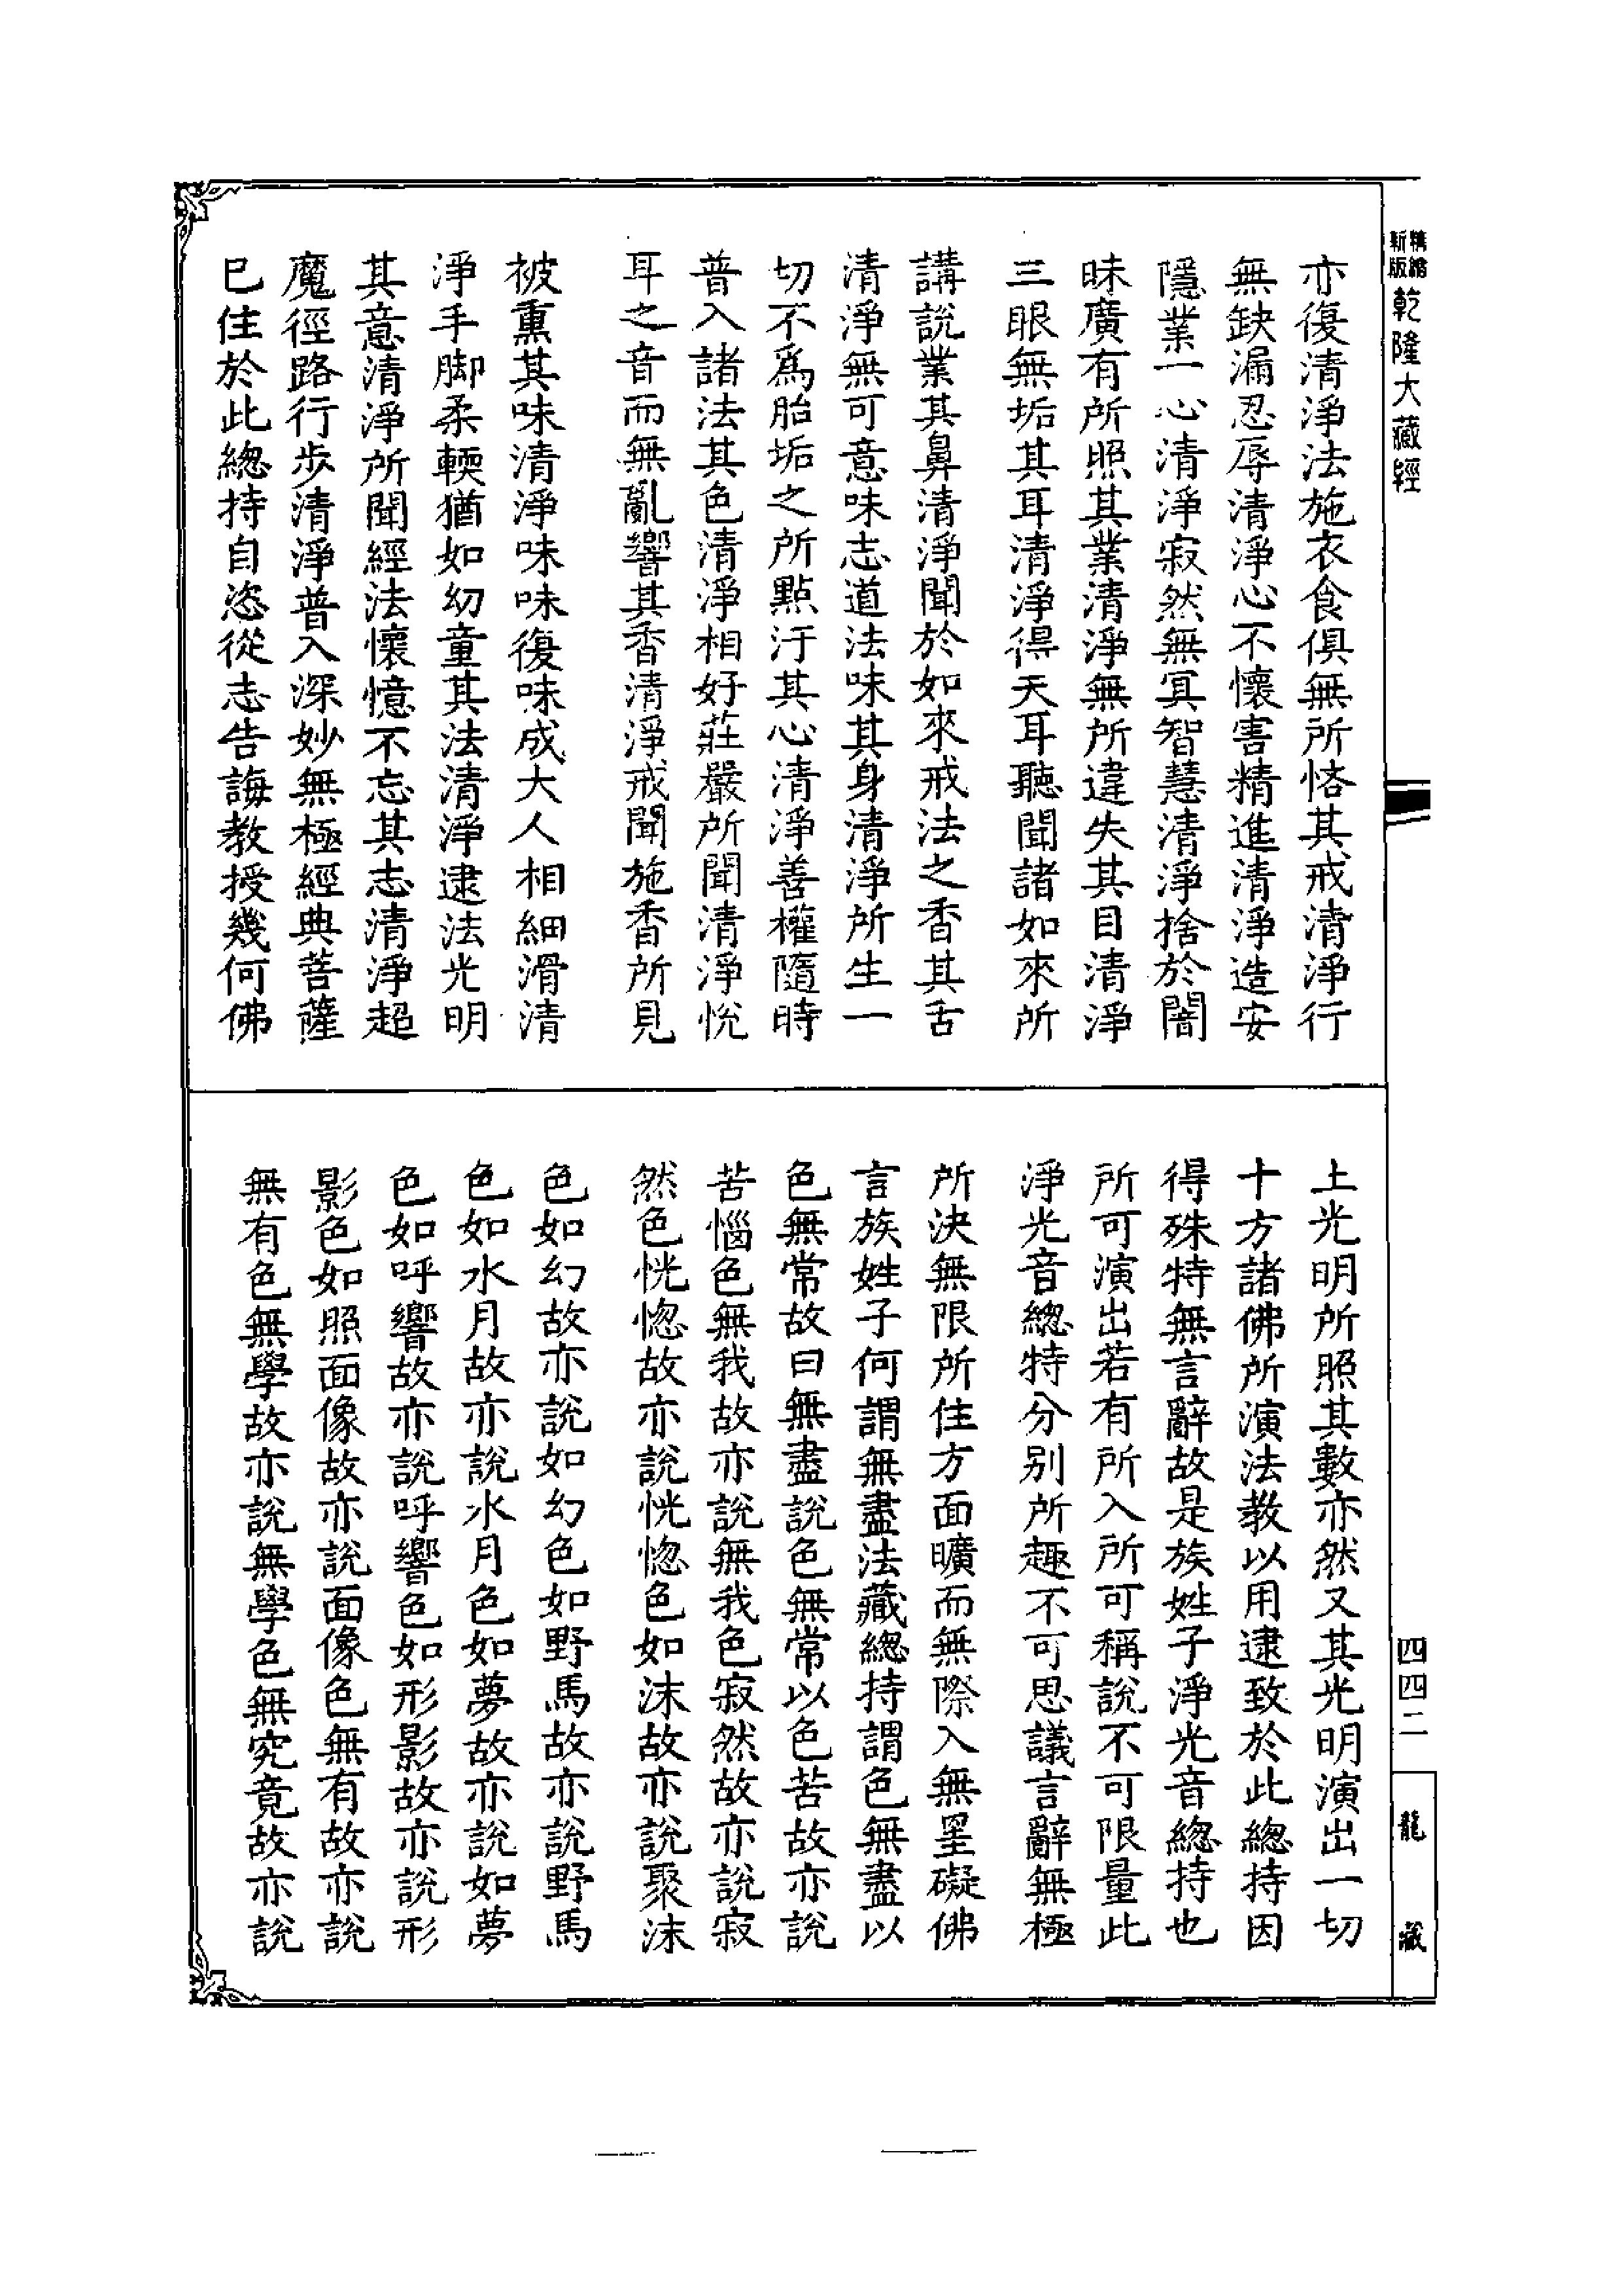 精縮新版乾隆大藏經
亦復清淨法施衣食俱無所悋其戒清淨行
無缺漏忍辱清淨心不懷害精進清淨造安
隱業一心清淨寂然無冥智慧清淨捨於闇
昧廣有所照其業清淨無所違失其目清淨
三眼無垢其耳清淨得天耳聽聞諸如來所
講說業其鼻清淨聞於如來戒法之香其舌
清淨無可意味志道法味其身清淨所生一
切不爲胎垢之所點汙其心清淨善權隨時
普入諸法其色清淨相好莊嚴所聞清淨悅
耳之音而無亂響其香清淨戒聞施香所見
被熏其味清淨味味復味成大人相細滑清
淨手脚柔輭猶如幼童其法清淨逮法光明
其意清淨所聞經法懷憶不忘其志清淨超
魔徑路行步清淨普入深妙無極經典菩薩
巳住於此總持自恣從志告誨教授幾何佛
上光明所照其數亦然又其光明演出一切
十方諸佛所演法教以用逮致於此總持因
得殊特無言辭故是族姓子淨光音總持也
所可演出若有所入所可稱說不可限量此
淨光音總特分別所趣不可思議言辭無極
所決無限所住方面曠而無際入無罣礙佛
言族姓子何謂無盡法藏總持謂色無盡以
色無常故曰無盡說色無常以色苦故亦說
苦惱色無我故亦說無我色寂然故亦說寂
然色恍惚故亦說恍惚色如沫故亦說聚沫
色如幻故亦說如幻色如野馬故亦說野馬
色如水月故亦說水月色如夢故亦說如夢
色如呼響故亦說呼響色如形影故亦說形
影色如照面像故亦說面像色無有故亦說
無有色無學故亦說無學色無究竟故亦說
四四二
龍藏